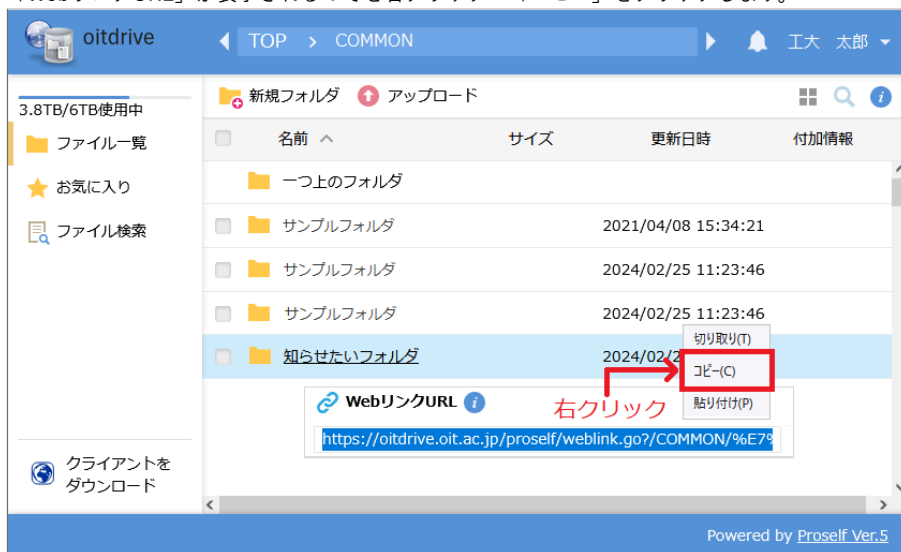 oitdrive
TOP > COMMON
工大 太郎
3.8TB/6TB使用中
新規フォルダ アップロード
ファイル一覧
名前 サイズ 更新日時 付加情報
お気に入り
一つ上のフォルダ
ファイル検索
サンプルフォルダ 2021/04/08 15:34:21
サンプルフォルダ 2024/02/25 11:23:46
サンプルフォルダ 2024/02/25 11:23:46
切り取り(T)
知らせたいフォルダ 2024/02/2
コピー(C)
WebリンクURL
右クリック
貼り付け(P)
https://oitdrive.oit.ac.jp/proself/weblink.go?/COMMON/%E7%
クライアントを
ダウンロード
Powered by Proself Ver.5